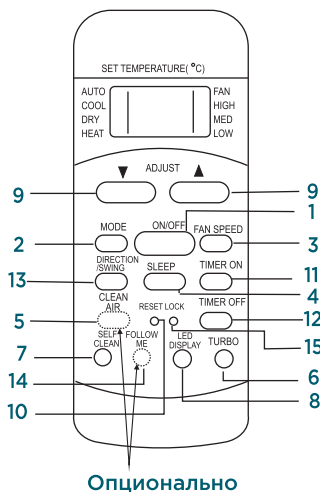 SET TEMPERATURE(°C)
AUTO FAN
COOL HIGH
DRY MED
HEAT LOW
▼ ADJUST ▲
9 9
1
MODE ON/OFF FAN SPEED
2 3
DIRECTION
/SWING SLEEP TIMER ON
13 11
4
CLEAN
AIR RESET LOCK TIMER OFF
5 12
SELF
CLEAN FOLLOW
ME LED
DISPLAY TURBO
15
7
14 6
10 8
Опционально